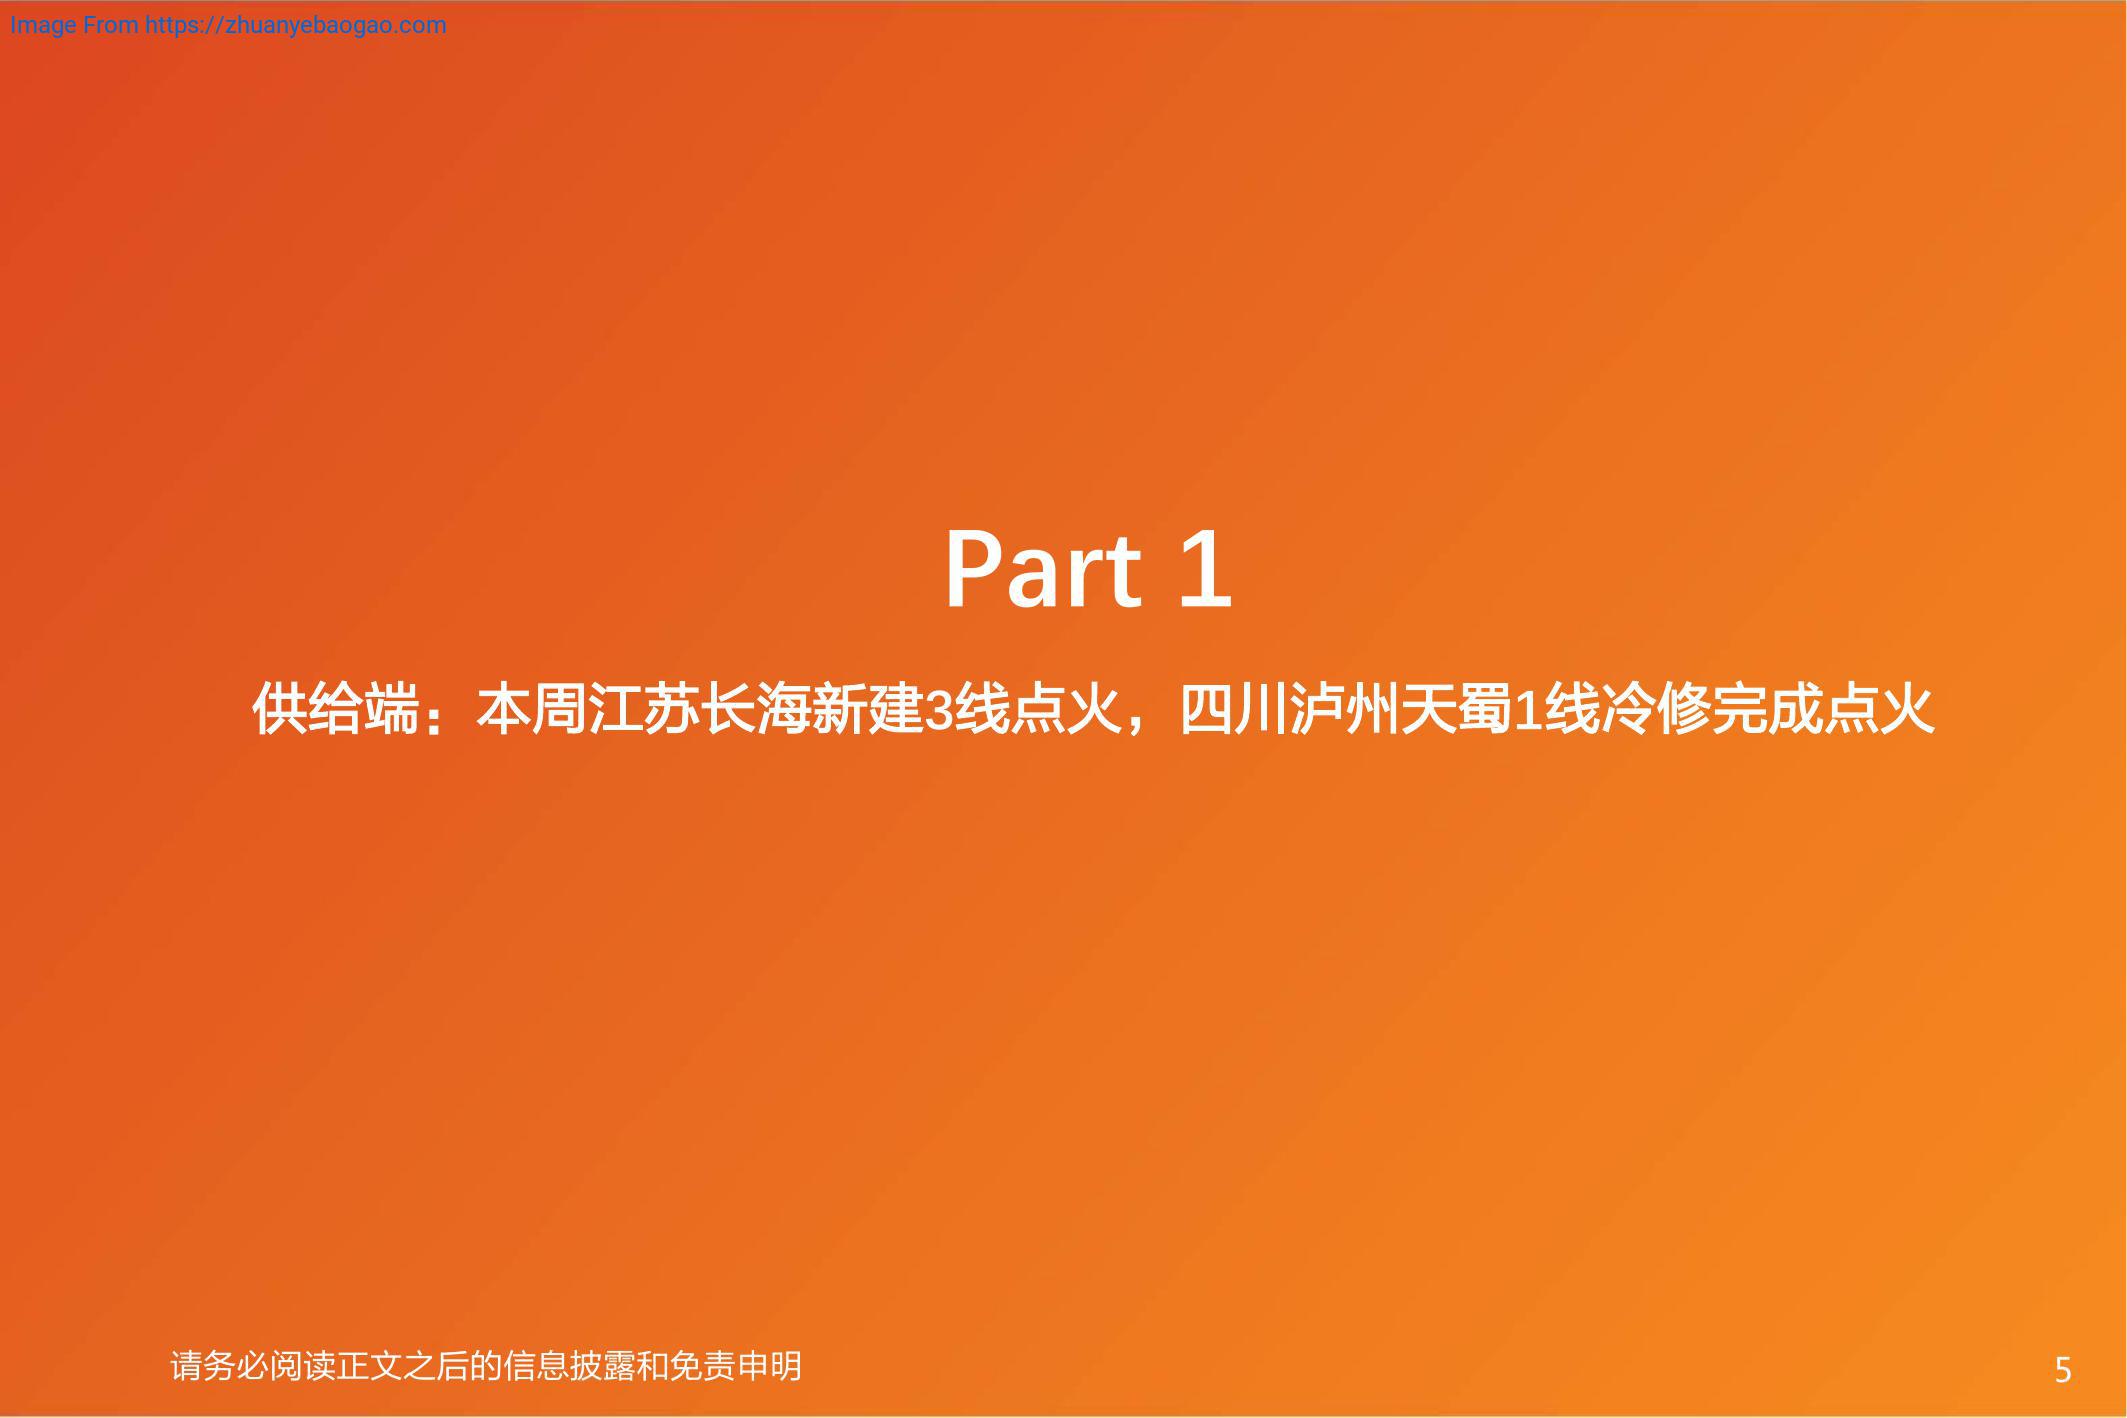 Image From https://zhuanyebaogao.com
Part 1
供给端：本周江苏长海新建3线点火，四川泸州天蜀1线冷修完成点火
请务必阅读正文之后的信息披露和免责申明
5